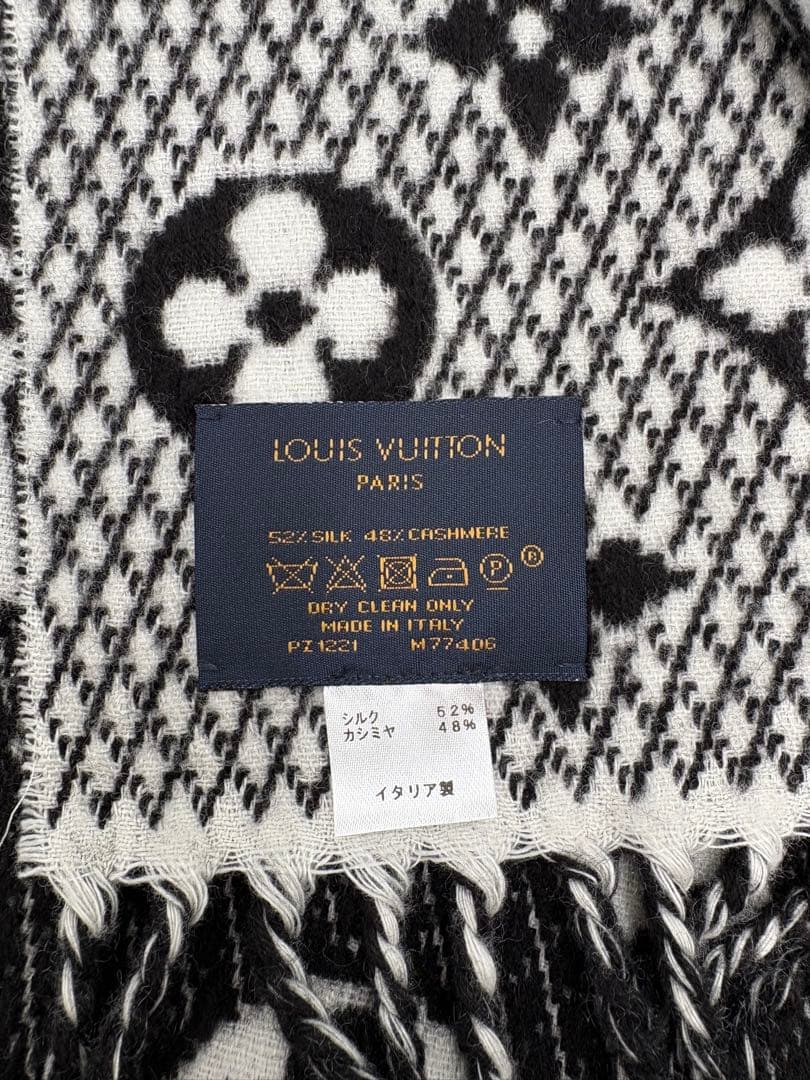 LOUIS VUITTON
PARIS
52% SILK 48% CASHMERE
P ®
DRY CLEAN ONLY
MADE IN ITALY
PZ1221 M77406
シルク 52%
カシミヤ 48%
イタリア製